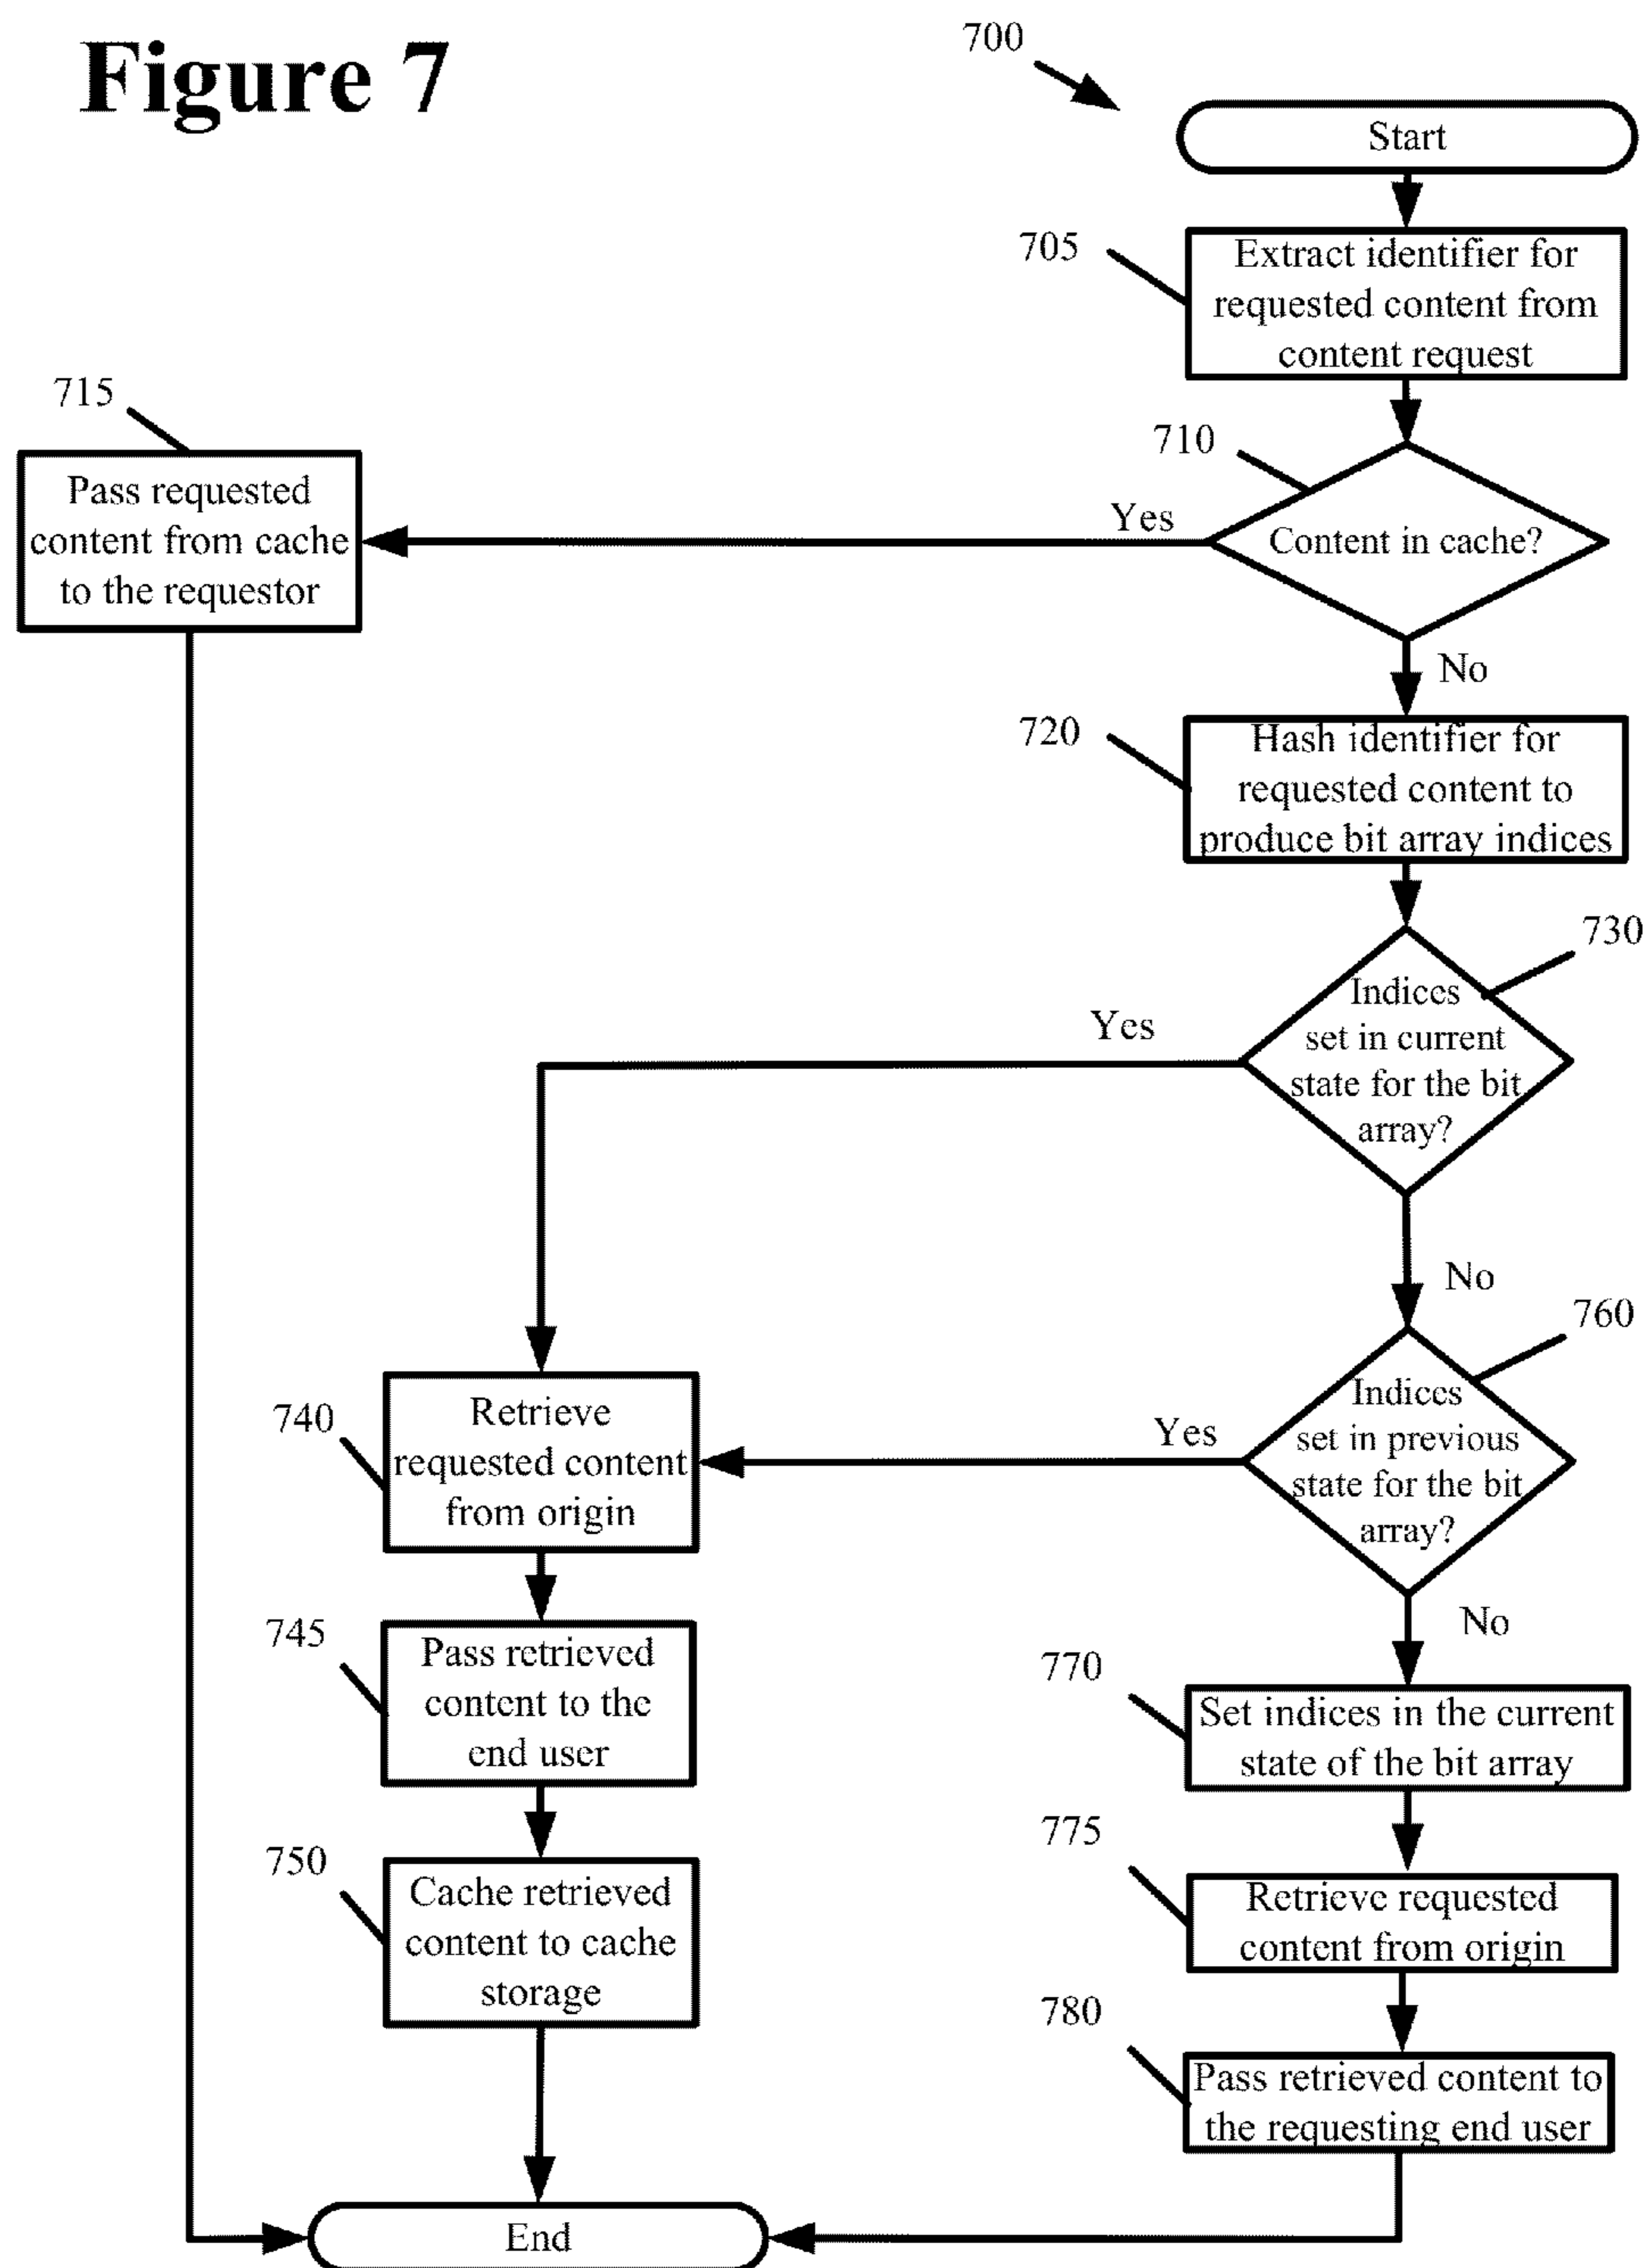 Figure 7
700
Start
705
Extract identifier for
requested content from
content request
710
Content in cache?
Yes
715
Pass requested
content from cache
to the requestor
No
720
Hash identifier for
requested content to
produce bit array indices
730
Indices
set in current
state for the bit
array?
Yes
No
760
Indices
set in previous
state for the bit
array?
Yes
740
Retrieve
requested content
from origin
No
745
Pass retrieved
content to the
end user
770
Set indices in the current
state of the bit array
750
Cache retrieved
content to cache
storage
775
Retrieve requested
content from origin
780
Pass retrieved content to
the requesting end user
End